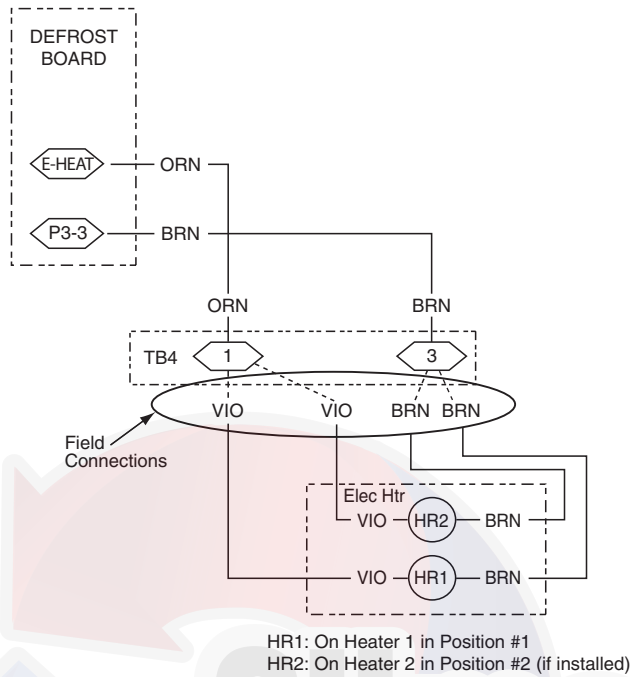 DEFROST
BOARD
E-HEAT
ORN
P3-3
BRN
ORN
BRN
TB4
1
3
VIO
VIO
BRN
BRN
Field
Connections
Elec Htr
VIO
HR2
BRN
VIO
HR1
BRN
HR1: On Heater 1 in Position #1
HR2: On Heater 2 in Position #2 (if installed)